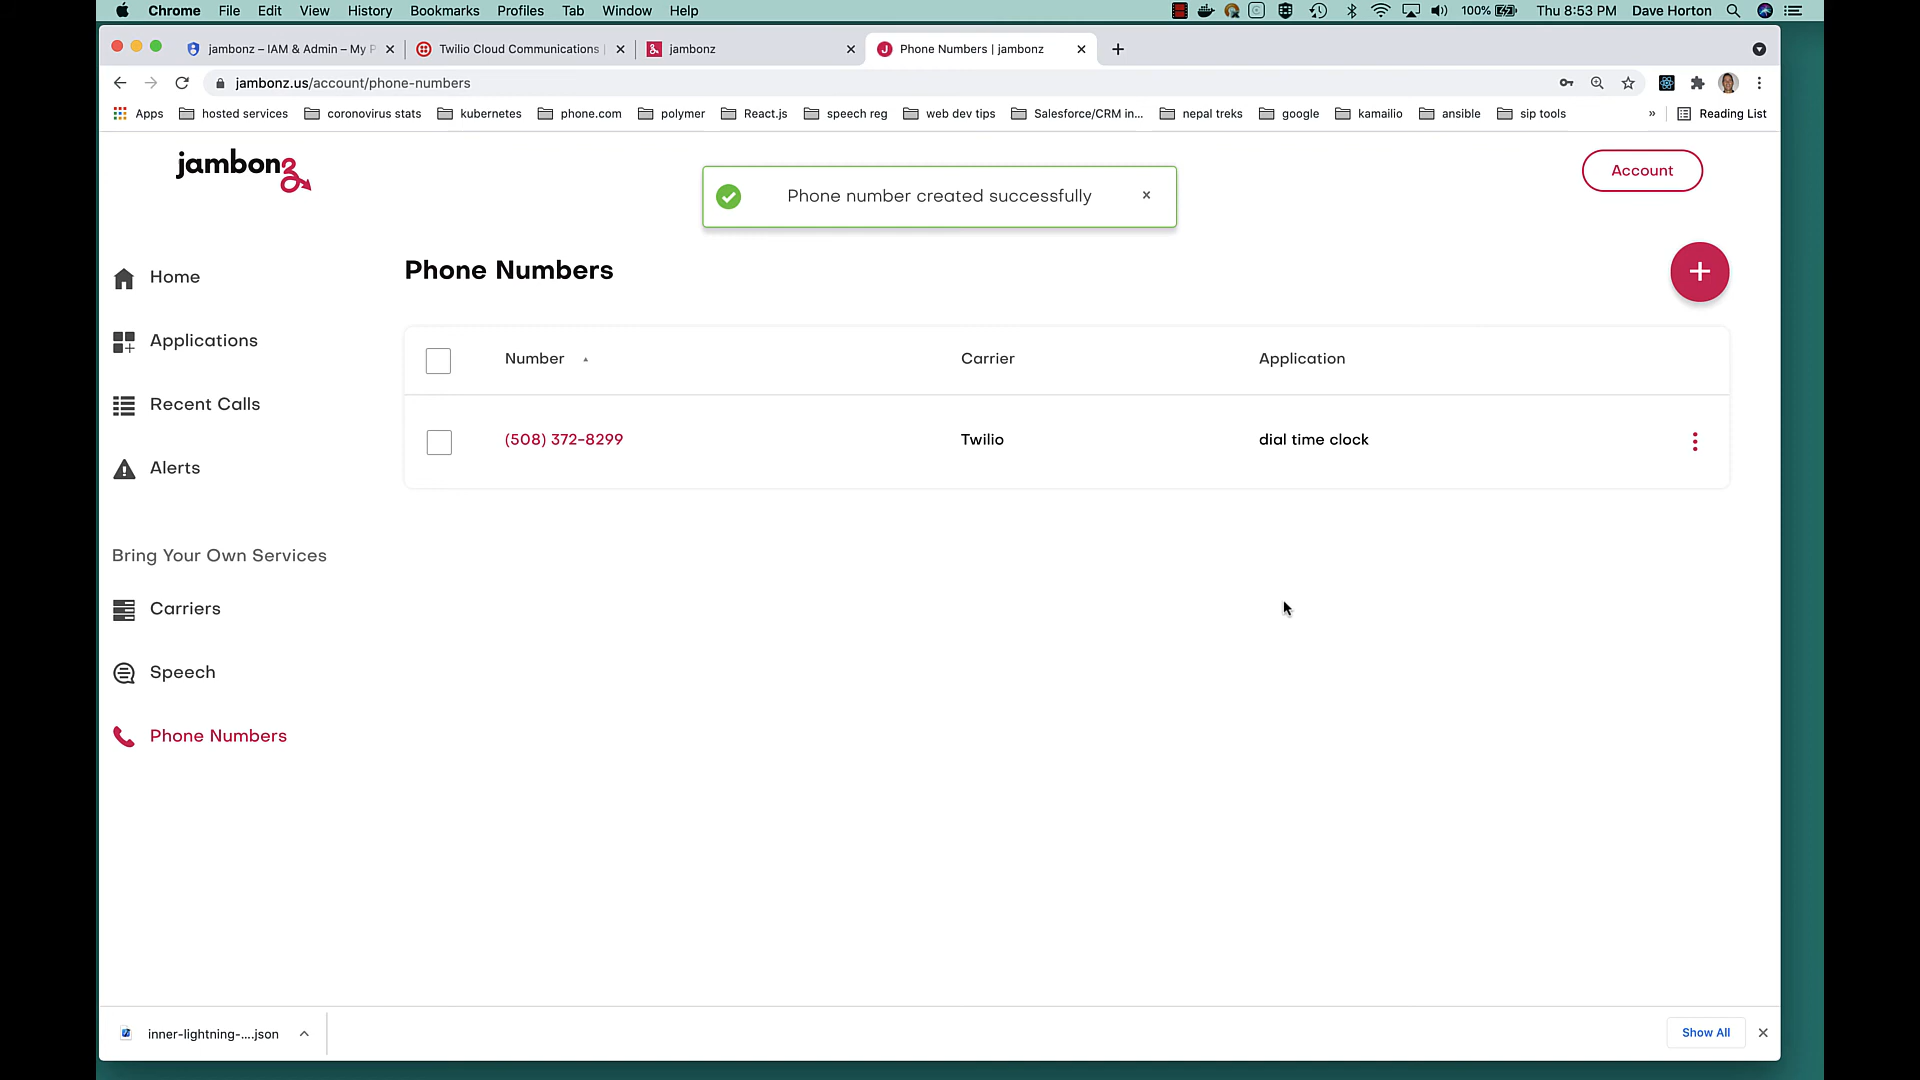 Chrome File Edit View History Bookmarks Profiles Tab Window Help 100% Thu 8:53 PM Dave Horton
jambonz – IAM & Admin – My P Twilio Cloud Communications jambonz Phone Numbers | jambonz
jambonz.us/account/phone-numbers
Apps hosted services coronovirus stats kubernetes phone.com polymer React.js speech reg web dev tips Salesforce/CRM in... nepal treks google kamailio ansible sip tools » Reading List
jambonz
Phone number created successfully ×
Account
Phone Numbers
+
Home
Applications
Recent Calls
Alerts
Bring Your Own Services
Carriers
Speech
Phone Numbers
Number Carrier Application
(508) 372-8299 Twilio dial time clock
inner-lightning-....json
Show All